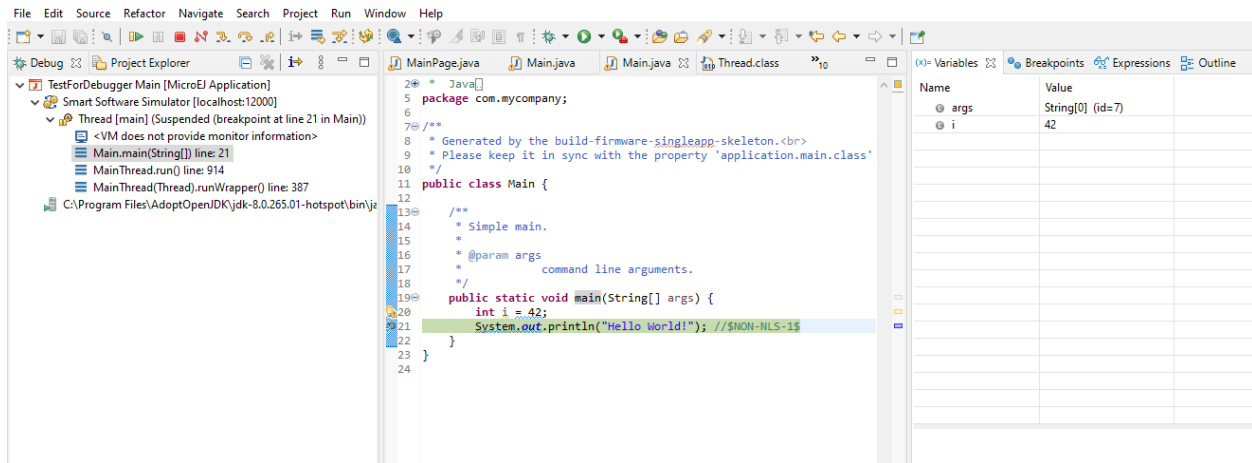 File Edit Source Refactor Navigate Search Project Run Window Help
Debug Project Explorer
TestForDebugger Main [MicroEJ Application]
Smart Software Simulator [localhost:12000]
Thread [main] (Suspended (breakpoint at line 21 in Main))
<VM does not provide monitor information>
Main.main(String[]) line: 21
MainThread.run() line: 914
MainThread(Thread).runWrapper() line: 387
C:\Program Files\AdoptOpenJDK\jdk-8.0.265.01-hotspot\bin\ja
MainPage.java Main.java Main.java Thread.class »10
2 * Java
5 package com.mycompany;
6
7 /**
8 * Generated by the build-firmware-singleapp-skeleton.<br>
9 * Please keep it in sync with the property 'application.main.class'
10 */
11 public class Main {
12
13 /**
14 * Simple main.
15 *
16 * @param args
17 * command line arguments.
18 */
19 public static void main(String[] args) {
20 int i = 42;
21 System.out.println("Hello World!"); //$NON-NLS-1$
22 }
23 }
24
(x)= Variables Breakpoints Expressions Outline
Name Value
args String[0] (id=7)
i 42